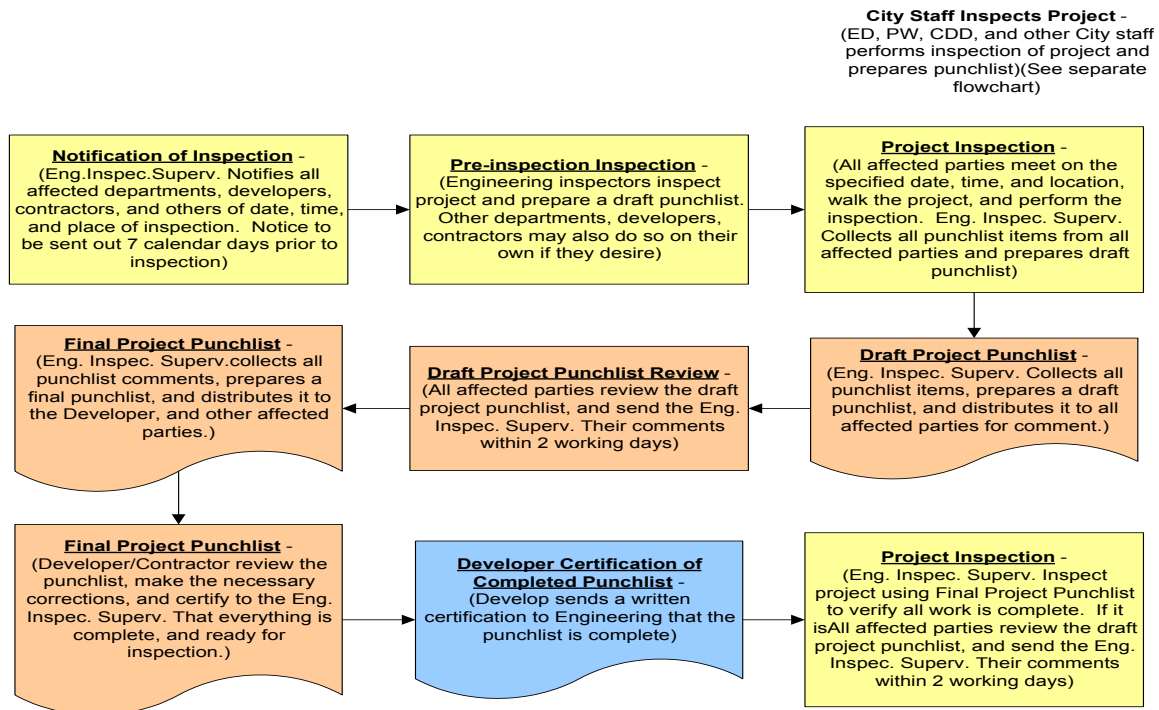 City Staff Inspects Project -
(ED, PW, CDD, and other City staff
performs inspection of project and
prepares punchlist)(See separate
flowchart)
Notification of Inspection -
(Eng.Inspec.Superv. Notifies all
affected departments, developers,
contractors, and others of date, time,
and place of inspection.  Notice to
be sent out 7 calendar days prior to
inspection)
Pre-inspection Inspection -
(Engineering inspectors inspect
project and prepare a draft punchlist.
Other departments, developers,
contractors may also do so on their
own if they desire)
Project Inspection -
(All affected parties meet on the
specified date, time, and location,
walk the project, and perform the
inspection.  Eng. Inspec. Superv.
Collects all punchlist items from all
affected parties and prepares draft
punchlist)
Draft Project Punchlist -
(Eng. Inspec. Superv. Collects all
punchlist items, prepares a draft
punchlist, and distributes it to all
affected parties for comment.)
Draft Project Punchlist Review -
(All affected parties review the draft
project punchlist, and send the Eng.
Inspec. Superv. Their comments
within 2 working days)
Final Project Punchlist -
(Eng. Inspec. Superv.collects all
punchlist comments, prepares a
final punchlist, and distributes it to
the Developer, and other affected
parties.)
Final Project Punchlist -
(Developer/Contractor review the
punchlist, make the necessary
corrections, and certify to the Eng.
Inspec. Superv. That everything is
complete, and ready for
inspection.)
Developer Certification of
Completed Punchlist -
(Develop sends a written
certification to Engineering that the
punchlist is complete)
Project Inspection -
(Eng. Inspec. Superv. Inspect
project using Final Project Punchlist
to verify all work is complete.  If it
isAll affected parties review the draft
project punchlist, and send the Eng.
Inspec. Superv. Their comments
within 2 working days)